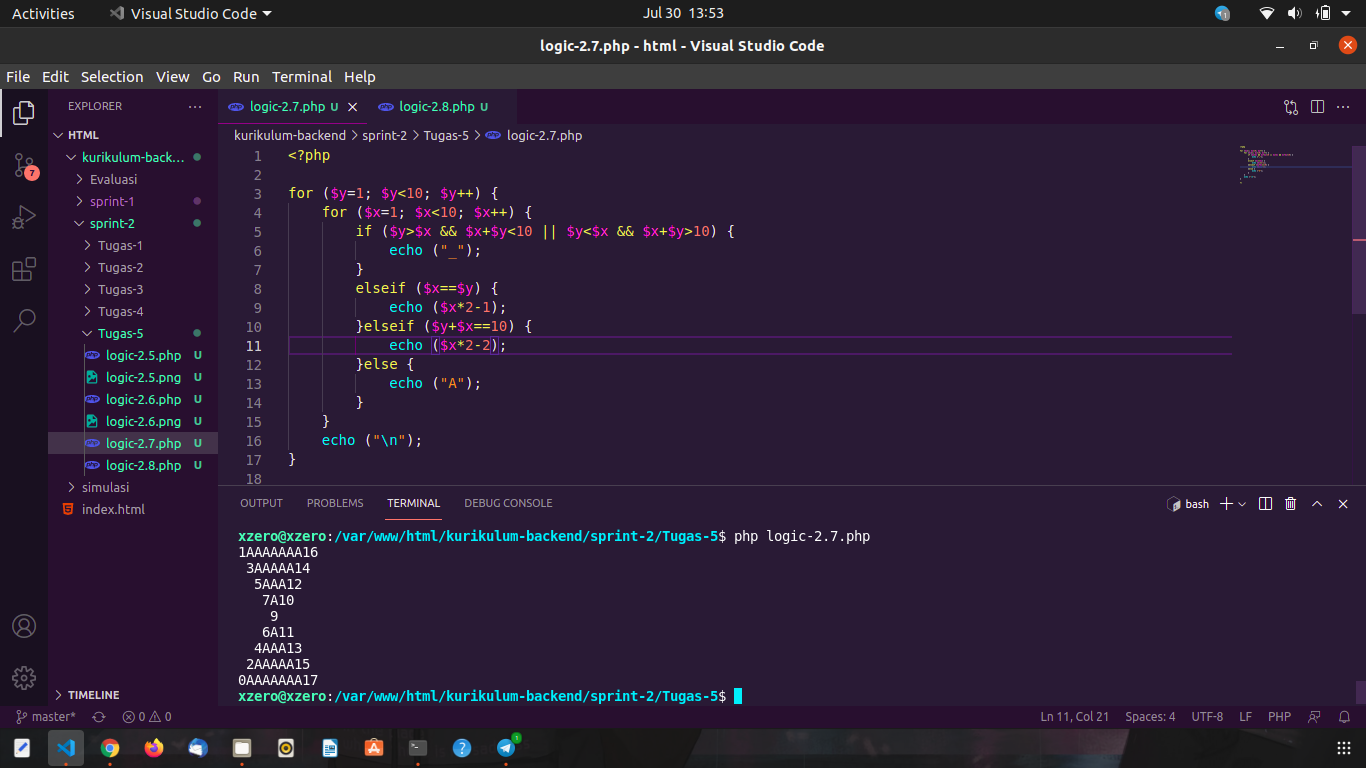 Activities Visual Studio Code Jul 30 13:53
logic-2.7.php - html - Visual Studio Code
File Edit Selection View Go Run Terminal Help
EXPLORER
HTML
kurikulum-back...
Evaluasi
sprint-1
sprint-2
Tugas-1
Tugas-2
Tugas-3
Tugas-4
Tugas-5
logic-2.5.php U
logic-2.5.png U
logic-2.6.php U
logic-2.6.png U
logic-2.7.php U
logic-2.8.php U
simulasi
index.html
TIMELINE
7
logic-2.7.php U logic-2.8.php U
kurikulum-backend > sprint-2 > Tugas-5 > logic-2.7.php
1 <?php
2
3 for ($y=1; $y<10; $y++) {
4     for ($x=1; $x<10; $x++) {
5         if ($y>$x && $x+$y<10 || $y<$x && $x+$y>10) {
6             echo ("_");
7         }
8         elseif ($x==$y) {
9             echo ($x*2-1);
10         }elseif ($y+$x==10) {
11             echo ($x*2-2);
12         }else {
13             echo ("A");
14         }
15     }
16     echo ("\n");
17 }
18
OUTPUT PROBLEMS TERMINAL DEBUG CONSOLE bash
xzero@xzero:/var/www/html/kurikulum-backend/sprint-2/Tugas-5$ php logic-2.7.php
1AAAAAAA16
 3AAAAA14
  5AAA12
   7A10
    9
   6A11
  4AAA13
 2AAAAA15
0AAAAAAA17
xzero@xzero:/var/www/html/kurikulum-backend/sprint-2/Tugas-5$
master* 0 0 Ln 11, Col 21 Spaces: 4 UTF-8 LF PHP